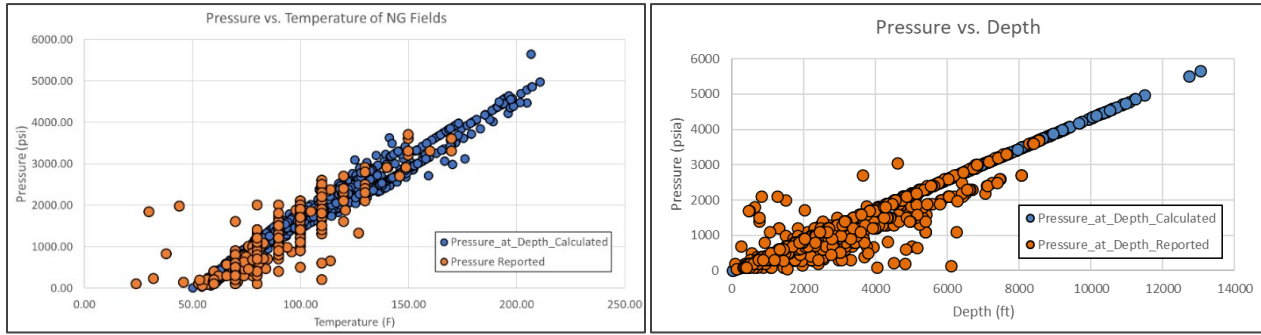 Pressure vs. Temperature of NG Fields
6000.00
5000.00
4000.00
3000.00
2000.00
1000.00
0.00
Pressure (psi)
0.00 50.00 100.00 150.00 200.00 250.00
Temperature (F)
Pressure_at_Depth_Calculated
Pressure Reported
Pressure vs. Depth
6000
5000
4000
3000
2000
1000
0
Pressure (psia)
0 2000 4000 6000 8000 10000 12000 14000
Depth (ft)
Pressure_at_Depth_Calculated
Pressure_at_Depth_Reported